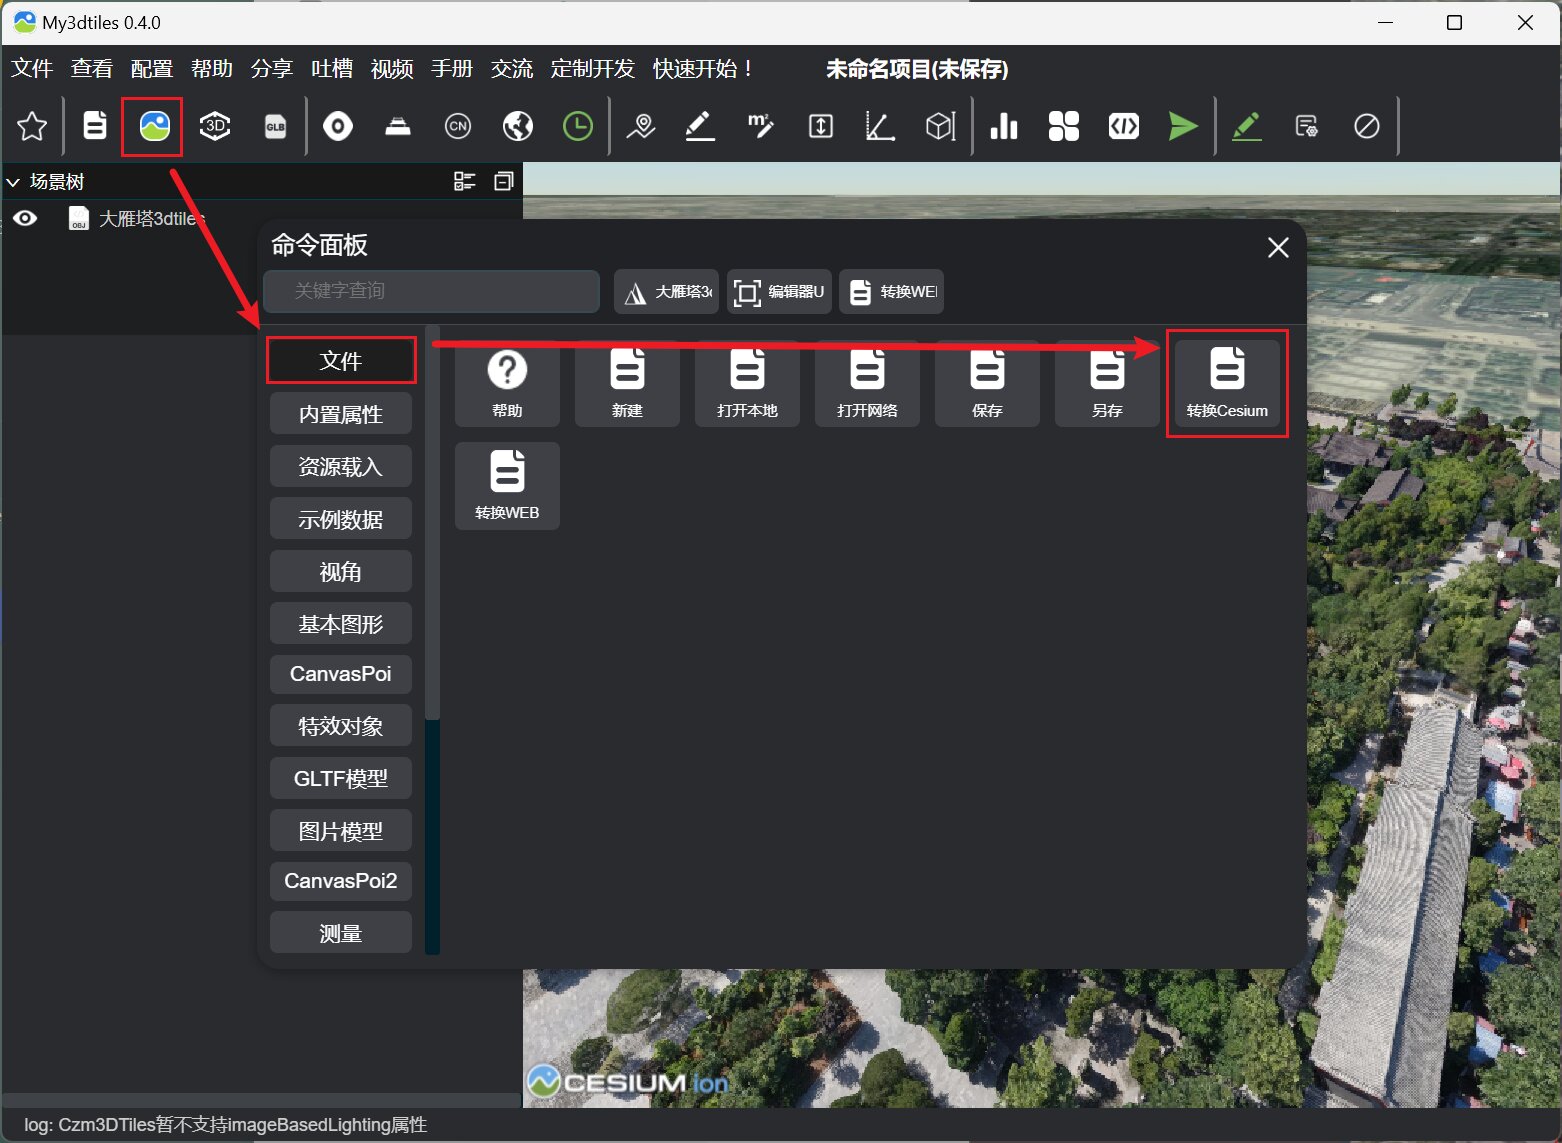 My3dtiles 0.4.0
文件 查看 配置 帮助 分享 吐槽 视频 手册 交流 定制开发 快速开始！ 未命名项目(未保存)
3D GLB CN m²
场景树
OBJ 大雁塔3dtiles
命令面板
关键字查询 大雁塔3d 编辑器U 转换WEI
文件
帮助 新建 打开本地 打开网络 保存 另存 转换Cesium
内置属性
资源载入
转换WEB
示例数据
视角
基本图形
CanvasPoi
特效对象
GLTF模型
图片模型
CanvasPoi2
测量
CESIUM ion
log: Czm3DTiles暂不支持imageBasedLighting属性